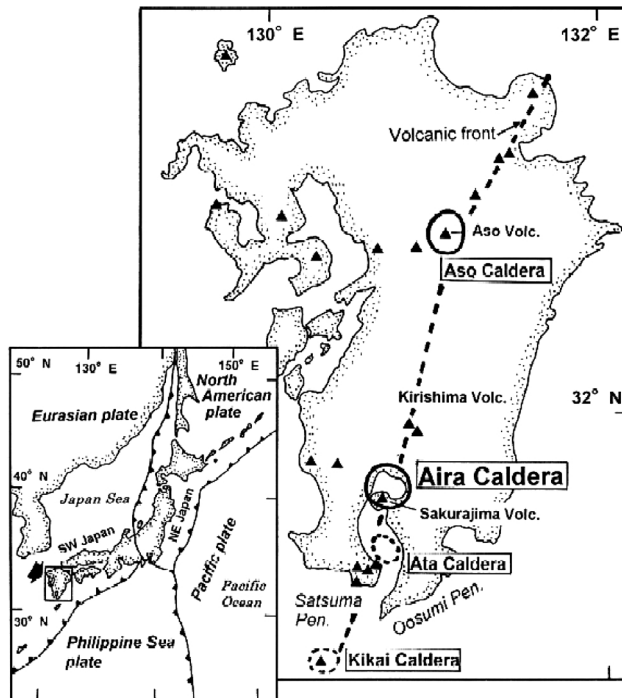 130° E
132° E
Volcanic front
Aso Volc.
Aso Caldera
Kirishima Volc.
32° N
Aira Caldera
Sakurajima Volc.
Ata Caldera
Satsuma
Pen.
Oosumi Pen.
Kikai Caldera
50° N
130° E
150° E
North
American
plate
Eurasian plate
40° N
Japan Sea
SW Japan
NE Japan
Pacific plate
Pacific
Ocean
30° N
Philippine Sea
plate